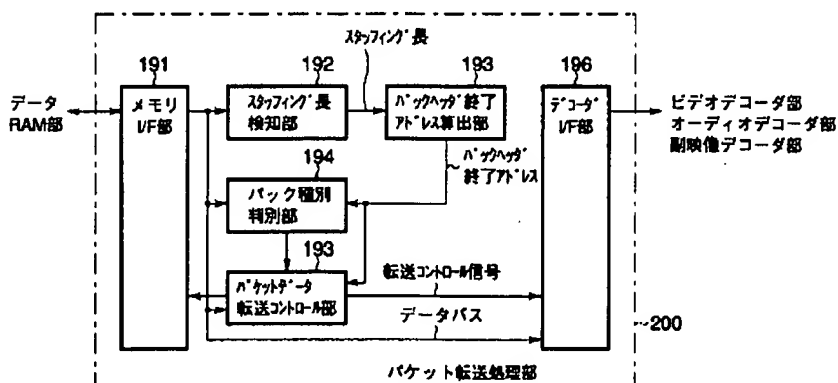 スタッフィング長
191
192
193
196
データ
RAM部
メモリ
I/F部
スタッフィング長
検知部
パックヘッダ終了
アドレス算出部
デコーダ
I/F部
ビデオデコーダ部
オーディオデコーダ部
副映像デコーダ部
パックヘッダ
終了アドレス
194
パック種別
判別部
193
パケットデータ
転送コントロール部
転送コントロール信号
データバス
200
パケット転送処理部